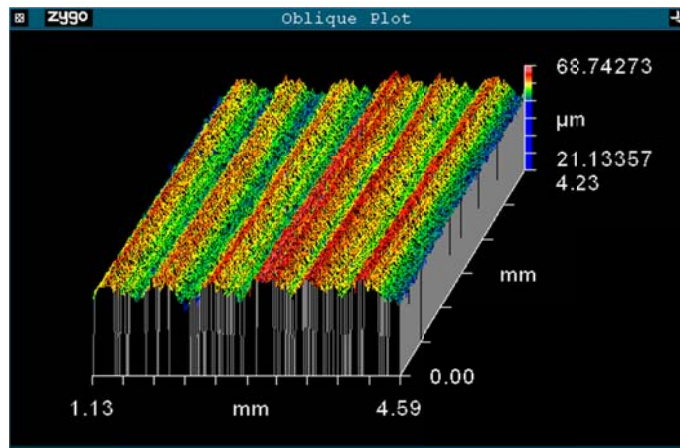 zygo Oblique Plot
68.74273
µm
21.13357
4.23
mm
0.00
1.13 mm 4.59